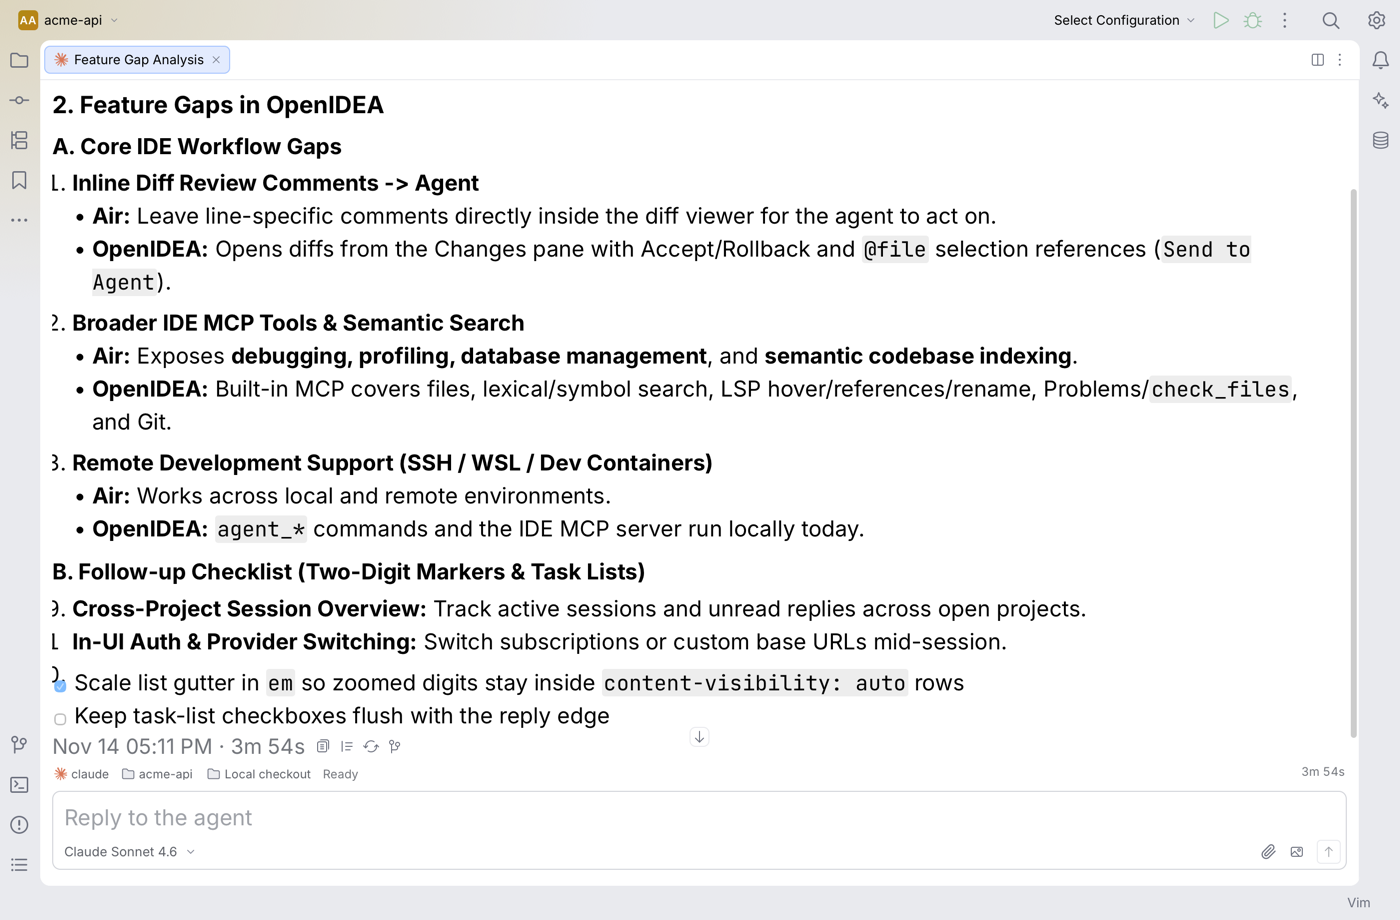 AA acme-api
Select Configuration
Feature Gap Analysis
2. Feature Gaps in OpenIDEA
A. Core IDE Workflow Gaps
1. Inline Diff Review Comments -> Agent
• Air: Leave line-specific comments directly inside the diff viewer for the agent to act on.
• OpenIDEA: Opens diffs from the Changes pane with Accept/Rollback and @file selection references (Send to
Agent).
2. Broader IDE MCP Tools & Semantic Search
• Air: Exposes debugging, profiling, database management, and semantic codebase indexing.
• OpenIDEA: Built-in MCP covers files, lexical/symbol search, LSP hover/references/rename, Problems/check_files,
and Git.
3. Remote Development Support (SSH / WSL / Dev Containers)
• Air: Works across local and remote environments.
• OpenIDEA: agent_* commands and the IDE MCP server run locally today.
B. Follow-up Checklist (Two-Digit Markers & Task Lists)
9. Cross-Project Session Overview: Track active sessions and unread replies across open projects.
1 In-UI Auth & Provider Switching: Switch subscriptions or custom base URLs mid-session.
0.
Scale list gutter in em so zoomed digits stay inside content-visibility: auto rows
Keep task-list checkboxes flush with the reply edge
Nov 14 05:11 PM · 3m 54s
claude acme-api Local checkout Ready 3m 54s
Reply to the agent
Claude Sonnet 4.6
Vim